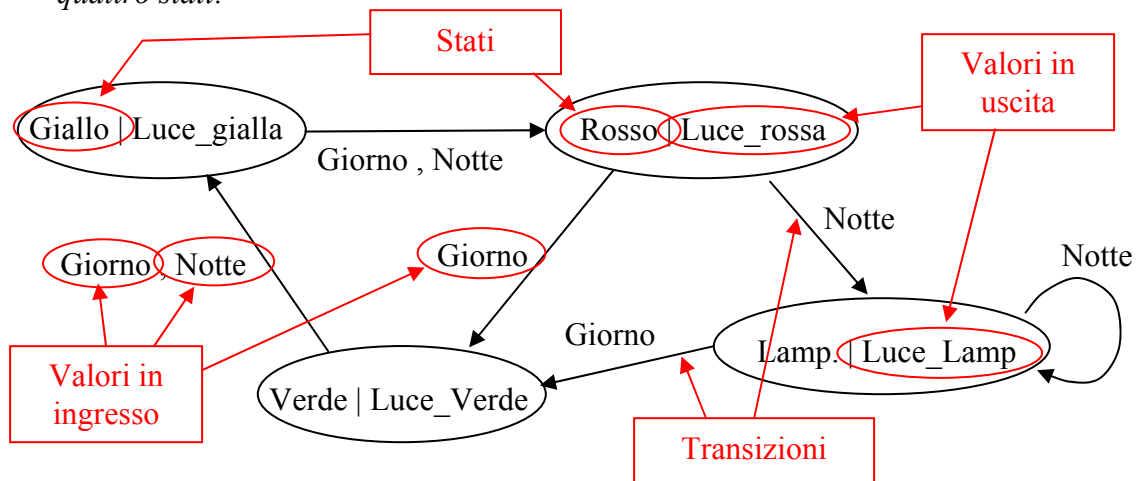 quattro stati:
Stati
Valori in
uscita
Giallo | Luce_gialla
Rosso | Luce_rossa
Giorno , Notte
Notte
Giorno , Notte
Giorno
Notte
Giorno
Lamp. | Luce_Lamp
Valori in
ingresso
Verde | Luce_Verde
Transizioni